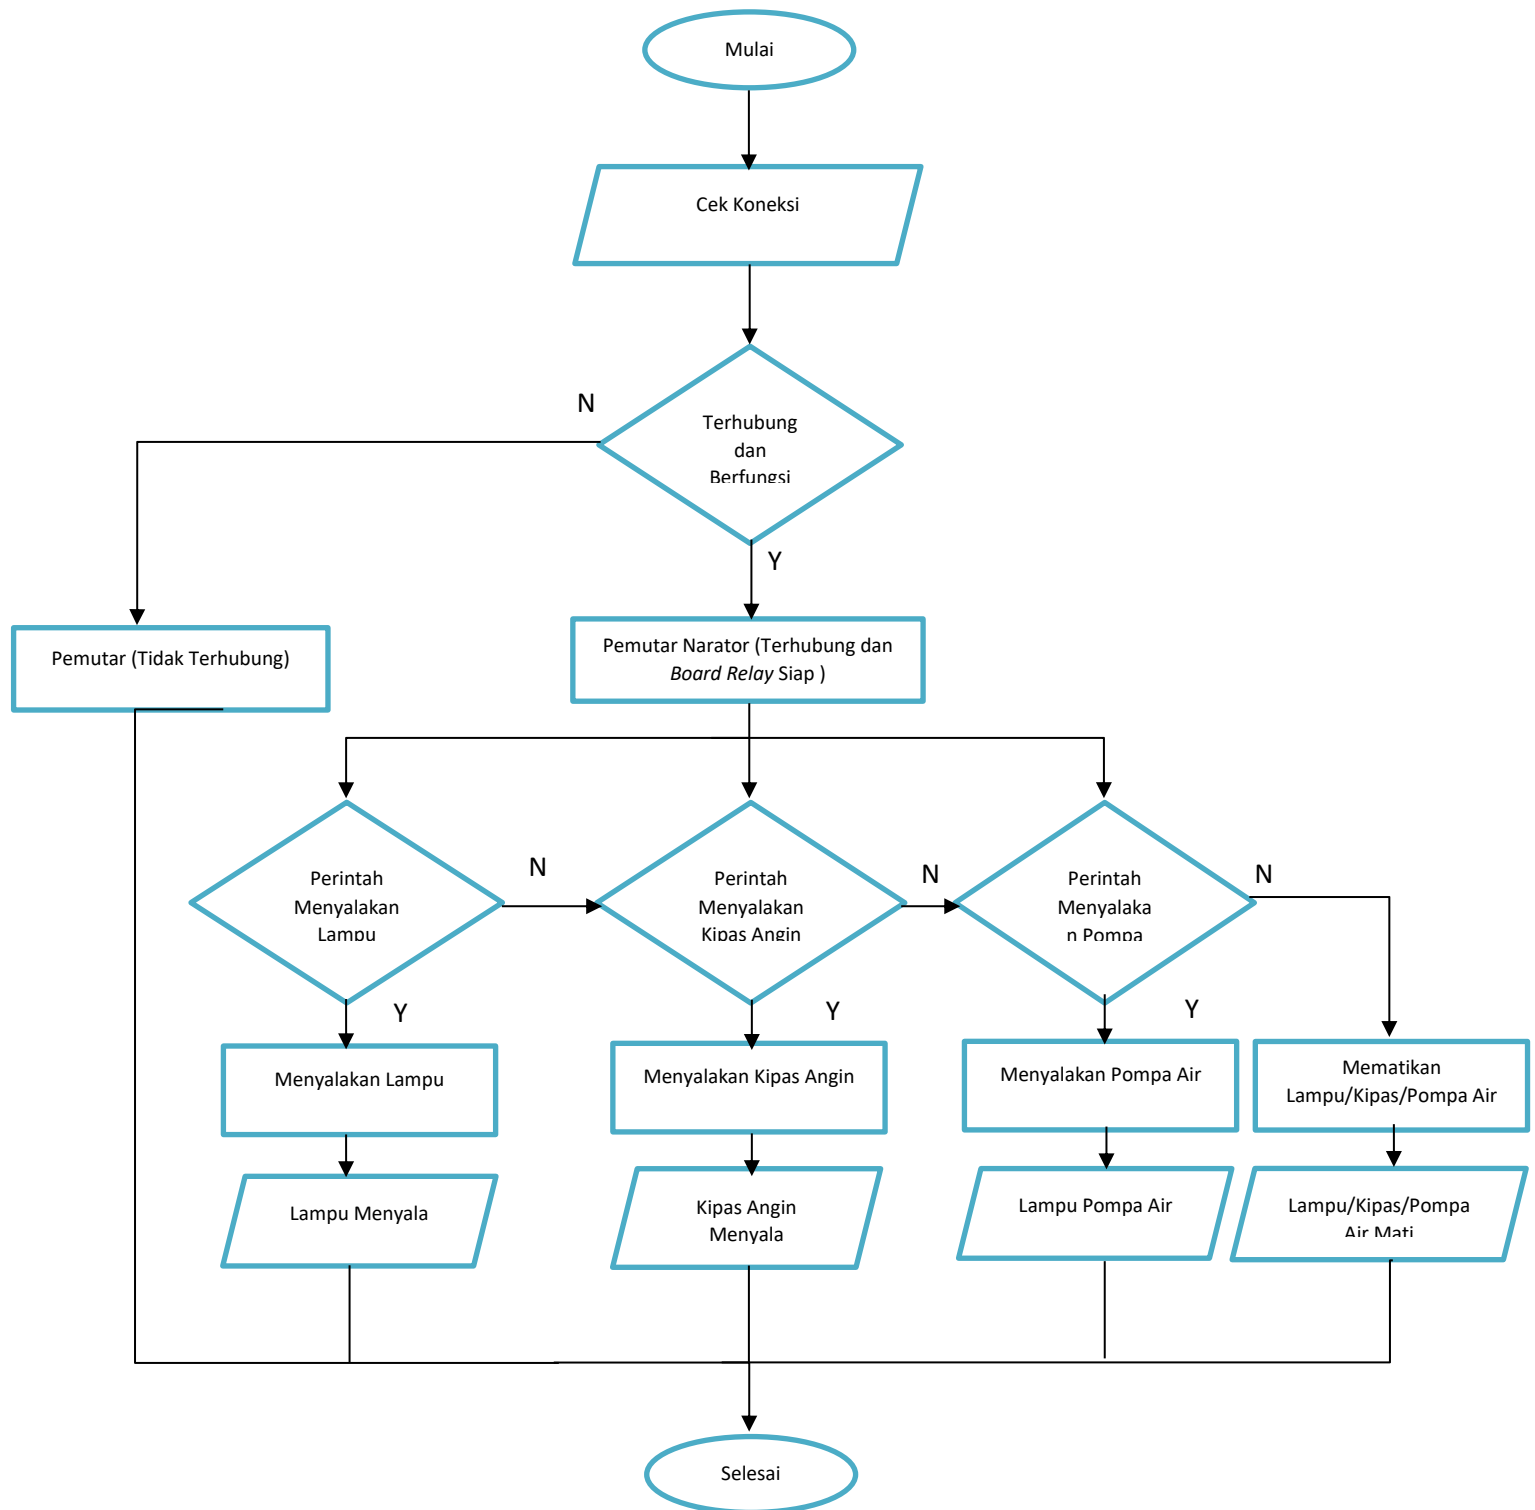 Mulai
Cek Koneksi
N
Terhubung
dan
Berfungsi
Y
Pemutar (Tidak Terhubung)
Pemutar Narator (Terhubung dan
Board Relay Siap )
Perintah
Menyalakan
Lampu
N
Perintah
Menyalakan
Kipas Angin
N
Perintah
Menyalaka
n Pompa
N
Y
Y
Y
Menyalakan Lampu
Menyalakan Kipas Angin
Menyalakan Pompa Air
Mematikan
Lampu/Kipas/Pompa Air
Lampu Menyala
Kipas Angin
Menyala
Lampu Pompa Air
Lampu/Kipas/Pompa
Air Mati
Selesai